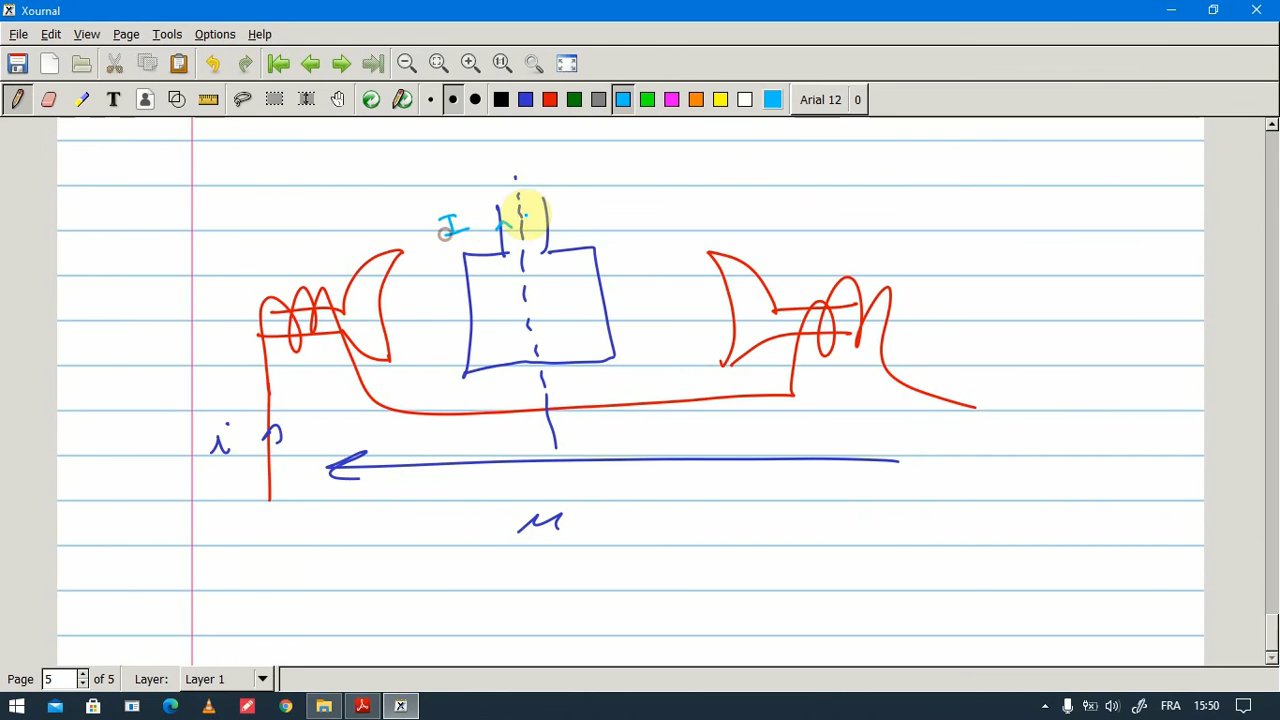 Xournal
File Edit View Page Tools Options Help
Arial 12 0
I
i
u
Page 5 of 5 Layer: Layer 1
FRA 15:50